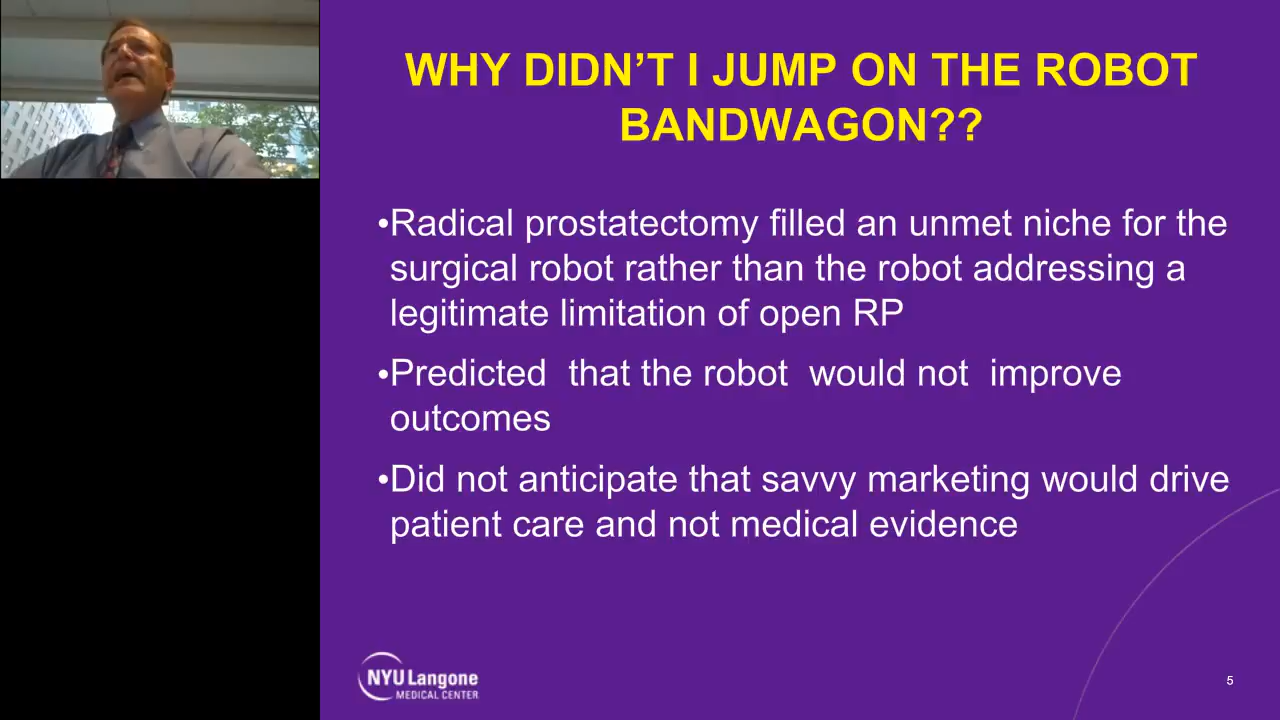 WHY DIDN’T I JUMP ON THE ROBOT
BANDWAGON??
•Radical prostatectomy filled an unmet niche for the
surgical robot rather than the robot addressing a
legitimate limitation of open RP
•Predicted that the robot would not improve
outcomes
•Did not anticipate that savvy marketing would drive
patient care and not medical evidence
NYU Langone
MEDICAL CENTER
5